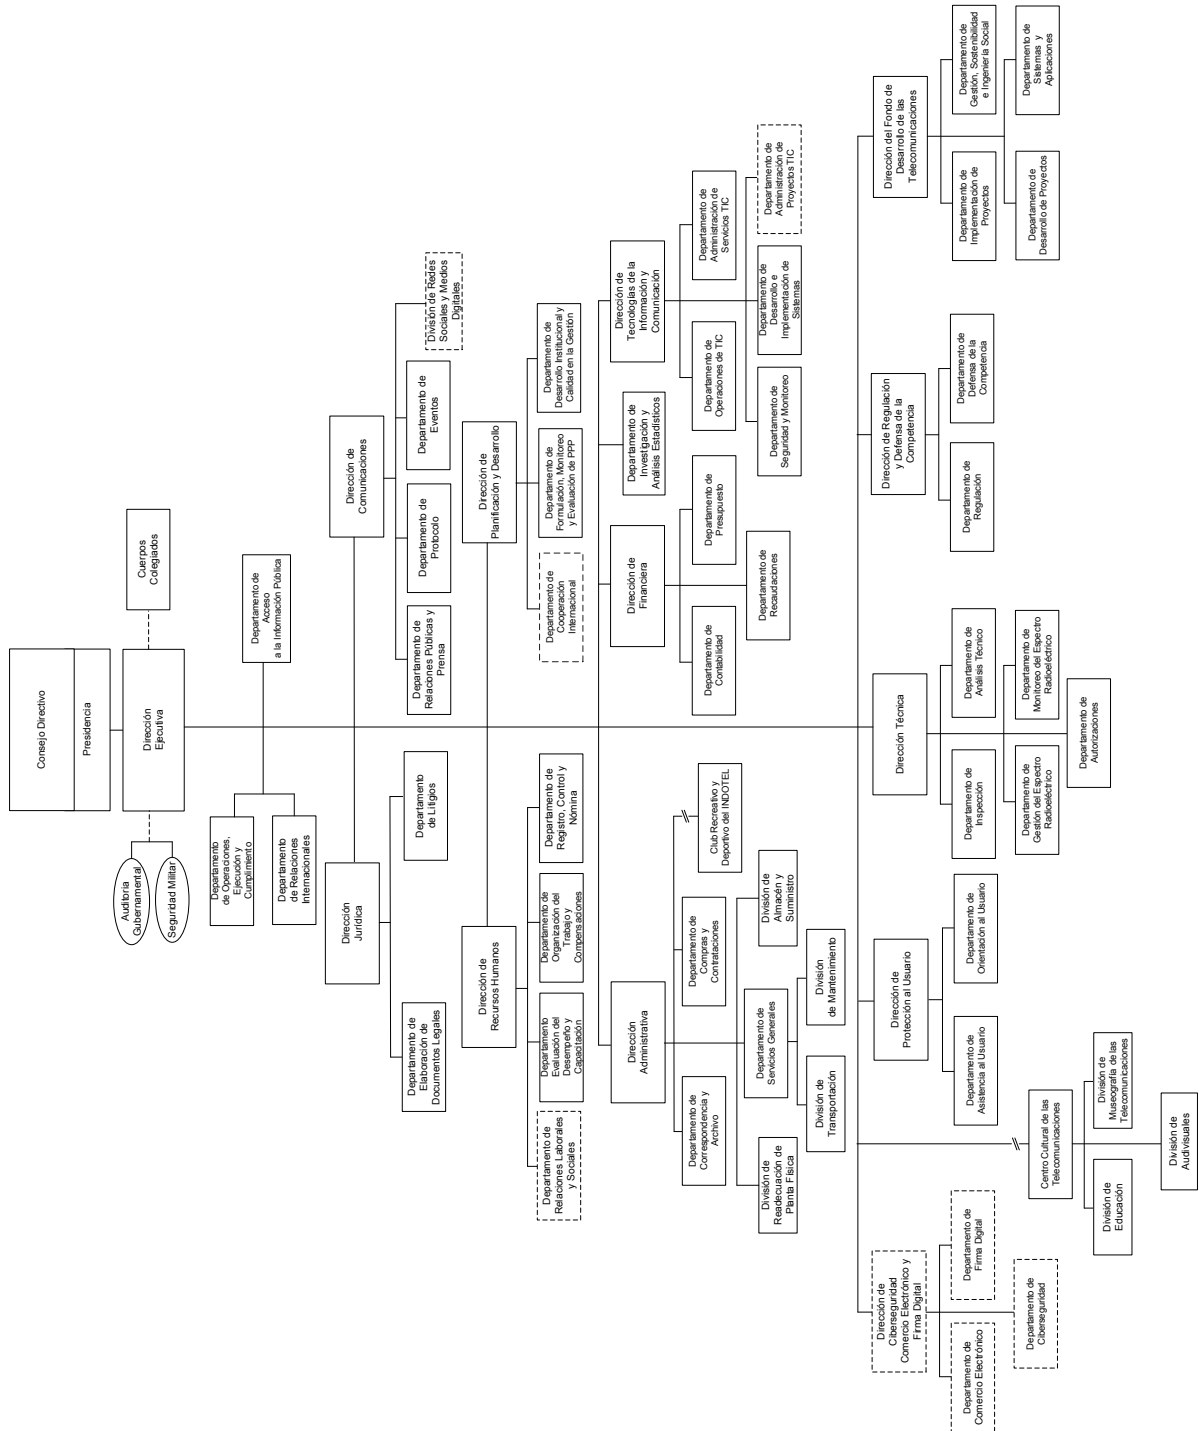 Consejo Directivo
Presidencia
Dirección
Ejecutiva
Cuerpos
Colegiados
Auditoria
Gubernamental
Seguridad Militar
Departamento de
Acceso
a la Información Pública
Departamento
de Operaciones,
Ejecución y
Cumplimiento
Departamento
de Relaciones
Internacionales
Dirección
Jurídica
Dirección de
Comunicaciones
Departamento de
Elaboración de
Documentos Legales
Departamento
de Litigios
Departamento de
Relaciones Públicas y
Prensa
Departamento de
Protocolo
Departamento de
Eventos
División de Redes
Sociales y Medios
Digitales
Dirección de
Recursos Humanos
Dirección de
Planificación y Desarrollo
Departamento de
Relaciones Laborales
y Sociales
Departamento
Evaluación del
Desempeño y
Capacitación
Departamento de
Organización del
Trabajo y
Compensaciones
Departamento de
Registro, Control y
Nómina
Departamento de
Cooperación
Internacional
Departamento de
Formulación, Monitoreo
y Evaluación de PPP
Departamento de
Desarrollo Institucional y
Calidad en la Gestión
Dirección
Administrativa
Dirección de
Financiera
Departamento de
Investigación y
Análisis Estadísticos
Dirección de
Tecnologías de la
Información y
Comunicación
Departamento de
Correspondencia y
Archivo
Departamento de
Compras y
Contrataciones
Club Recreativo y
Deportivo del INDOTEL
Departamento de
Contabilidad
Departamento de
Presupuesto
Departamento de
Operaciones de TIC
Departamento de
Administración de
Servicios TIC
División de
Readecuación de
Planta Física
Departamento de
Servicios Generales
División de
Almacén y
Suministro
Departamento de
Recaudaciones
Departamento de
Seguridad y Monitoreo
Departamento de
Desarrollo e
Implementación de
Sistemas
Departamento de
Administración de
Proyectos TIC
División de
Transportación
División
de Mantenimiento
Dirección de
Ciberseguridad
Comercio Electrónico y
Firma Digital
Dirección de
Protección al Usuario
Dirección Técnica
Dirección de Regulación
y Defensa de la
Competencia
Dirección del Fondo de
Desarrollo de las
Telecomunicaciones
Departamento de
Comercio Electrónico
Departamento de
Firma Digital
Departamento de
Asistencia al Usuario
Departamento de
Orientación al Usuario
Departamento de
Inspección
Departamento de
Análisis Técnico
Departamento de
Regulación
Departamento de
Defensa de la
Competencia
Departamento de
Implementación de
Proyectos
Departamento de
Gestión, Sostenibilidad
e Ingeniería Social
Departamento de
Ciberseguridad
Centro Cultural de las
Telecomunicaciones
Departamento de
Gestión del Espectro
Radioeléctrico
Departamento de
Monitoreo del Espectro
Radioeléctrico
Departamento de
Desarrollo de Proyectos
Departamento de
Sistemas y
Aplicaciones
División de
Educación
División de
Museografía de las
Telecomunicaciones
Departamento de
Autorizaciones
División de
Audivisuales